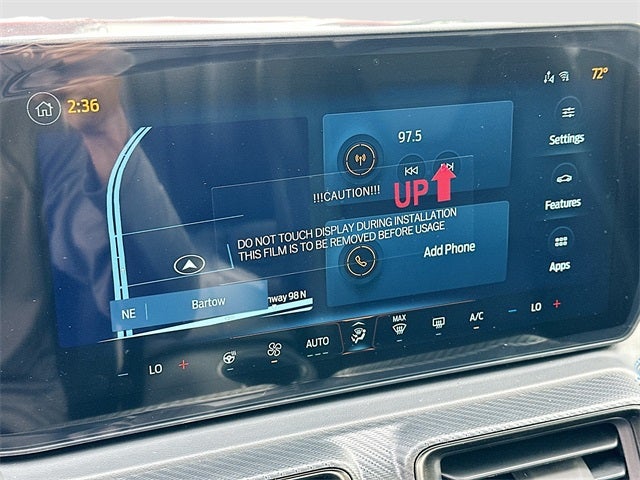 2:36
72°
97.5
Settings
!!!CAUTION!!!
UP
DO NOT TOUCH DISPLAY DURING INSTALLATION
THIS FILM IS TO BE REMOVED BEFORE USAGE
Features
Add Phone
Apps
NE
Bartow
hway 98 N
LO
AUTO
MAX
A/C
LO